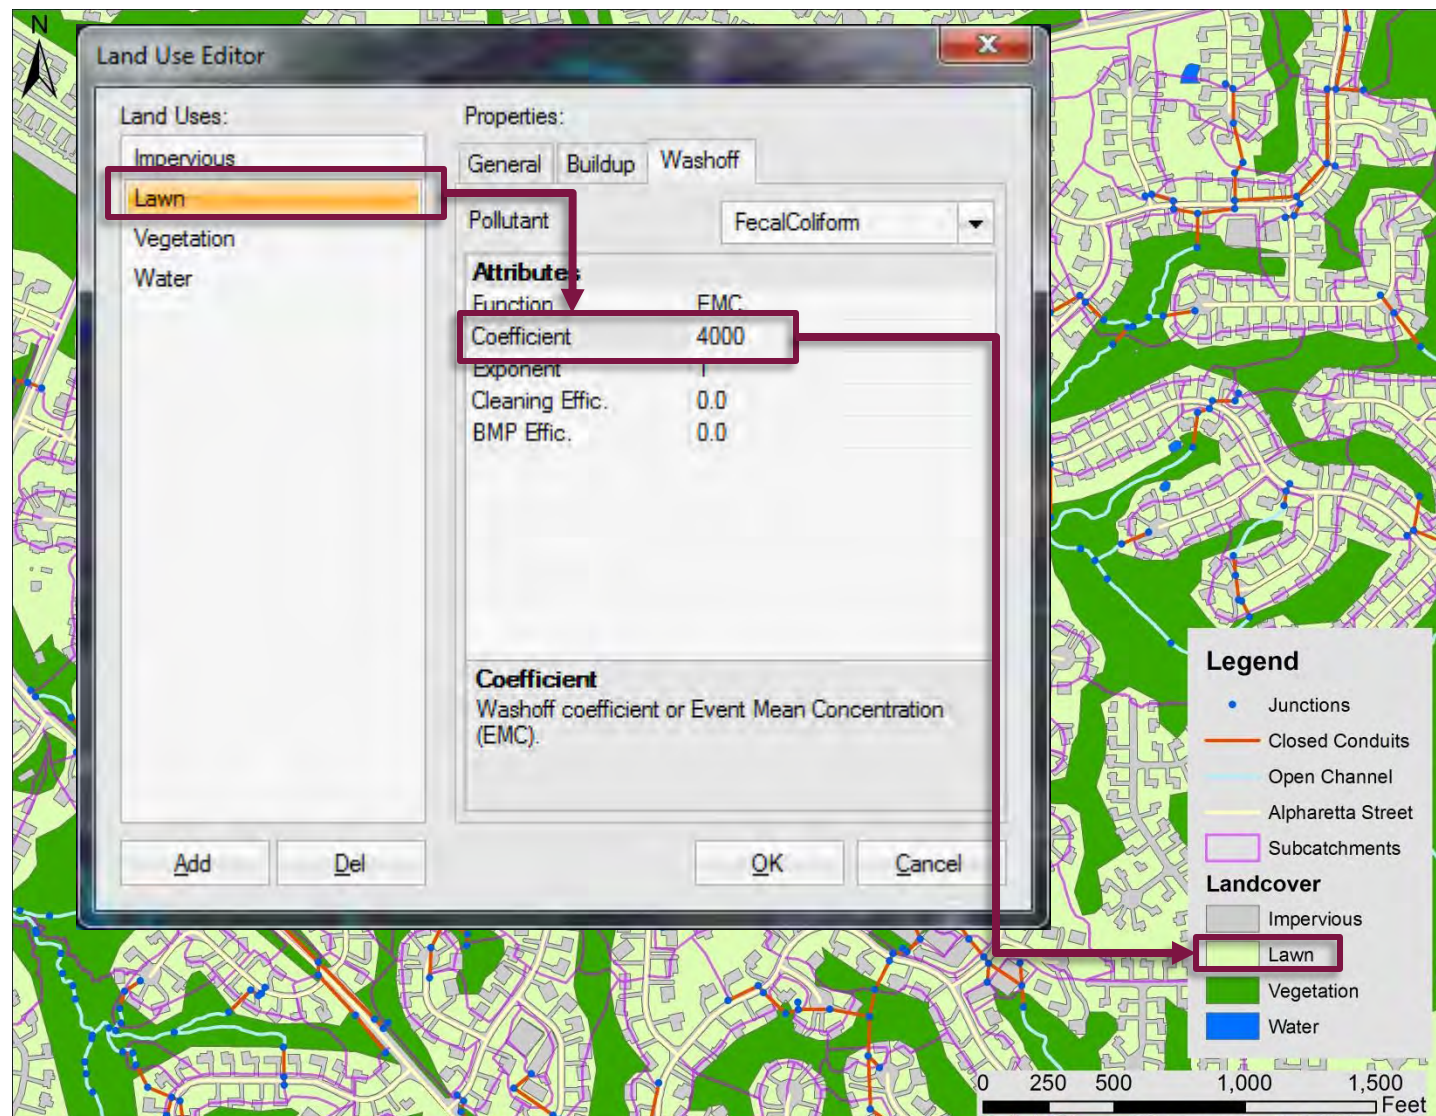 N
Land Use Editor
X
Land Uses:
Impervious
Lawn
Vegetation
Water
Properties:
General Buildup Washoff
Pollutant FecalColiform
Attributes
Function EMC
Coefficient 4000
Exponent 1
Cleaning Effic. 0.0
BMP Effic. 0.0
Coefficient
Washoff coefficient or Event Mean Concentration
(EMC).
Add Del OK Cancel
Legend
Junctions
Closed Conduits
Open Channel
Alpharetta Street
Subcatchments
Landcover
Impervious
Lawn
Vegetation
Water
0 250 500 1,000 1,500
Feet